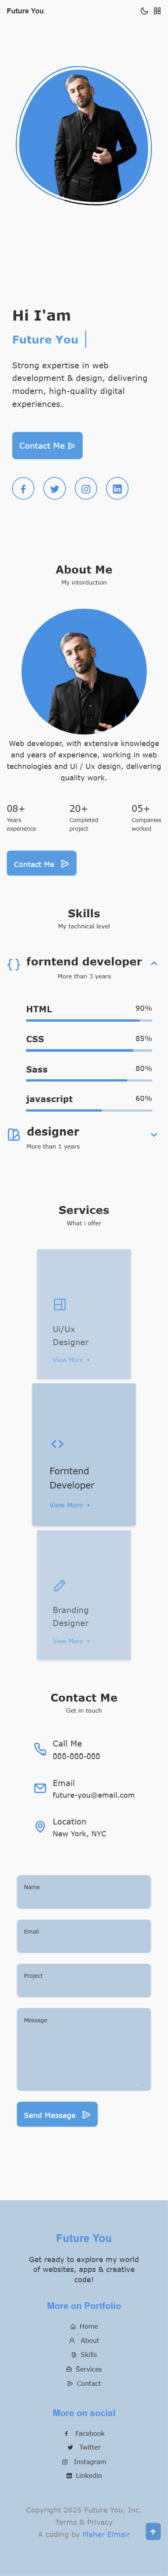 Future You
Hi I'am
Future You
Strong expertise in web
development & design, delivering
modern, high-quality digital
experiences.
Contact Me
About Me
My intorduction
Web developer, with extensive knowledge
and years of experience, working in web
technologies and UI / Ux design, delivering
quality work.
08+ 20+ 05+
Years Completed Companies
experience project worked
Contact Me
Skills
My tachnical level
forntend developer
More than 3 years
HTML 90%
CSS 85%
Sass 80%
javascript 60%
designer
More than 1 years
Services
What i offer
Ui/Ux
Designer
View More
Forntend
Developer
View More
Branding
Designer
View More
Contact Me
Get in touch
Call Me
000-000-000
Email
future-you@email.com
Location
New York, NYC
Name
Email
Project
Message
Send Message
Future You
Get ready to explore my world
of websites, apps & creative
code!
More on Portfolio
Home
About
Skills
Services
Contact
More on social
Facebook
Twitter
Instagram
Linkedin
Copyright 2025 Future You, Inc.
Terms & Privacy
A coding by Maher Elmair